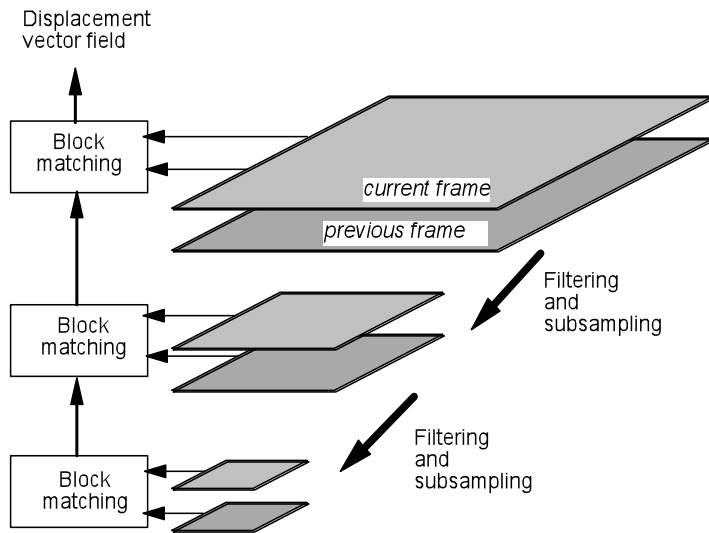 Displacement
vector field
Block
matching
current frame
previous frame
Filtering
and
subsampling
Block
matching
Filtering
and
subsampling
Block
matching